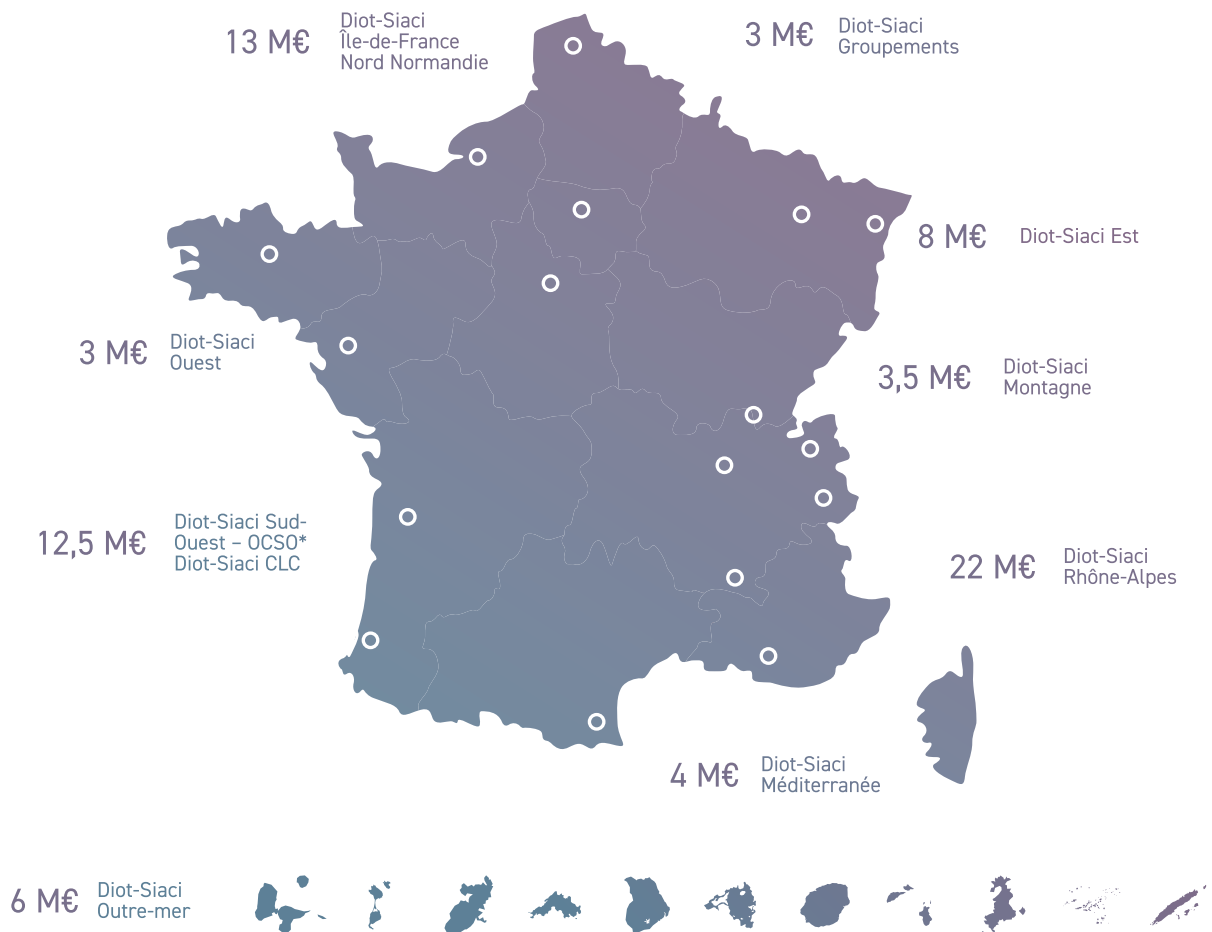 13 M€
Diot-Siaci
Île-de-France
Nord Normandie
3 M€
Diot-Siaci
Groupements
8 M€
Diot-Siaci Est
3 M€
Diot-Siaci
Ouest
3,5 M€
Diot-Siaci
Montagne
12,5 M€
Diot-Siaci Sud-
Ouest – OCSO*
Diot-Siaci CLC
22 M€
Diot-Siaci
Rhône-Alpes
4 M€
Diot-Siaci
Méditerranée
6 M€
Diot-Siaci
Outre-mer